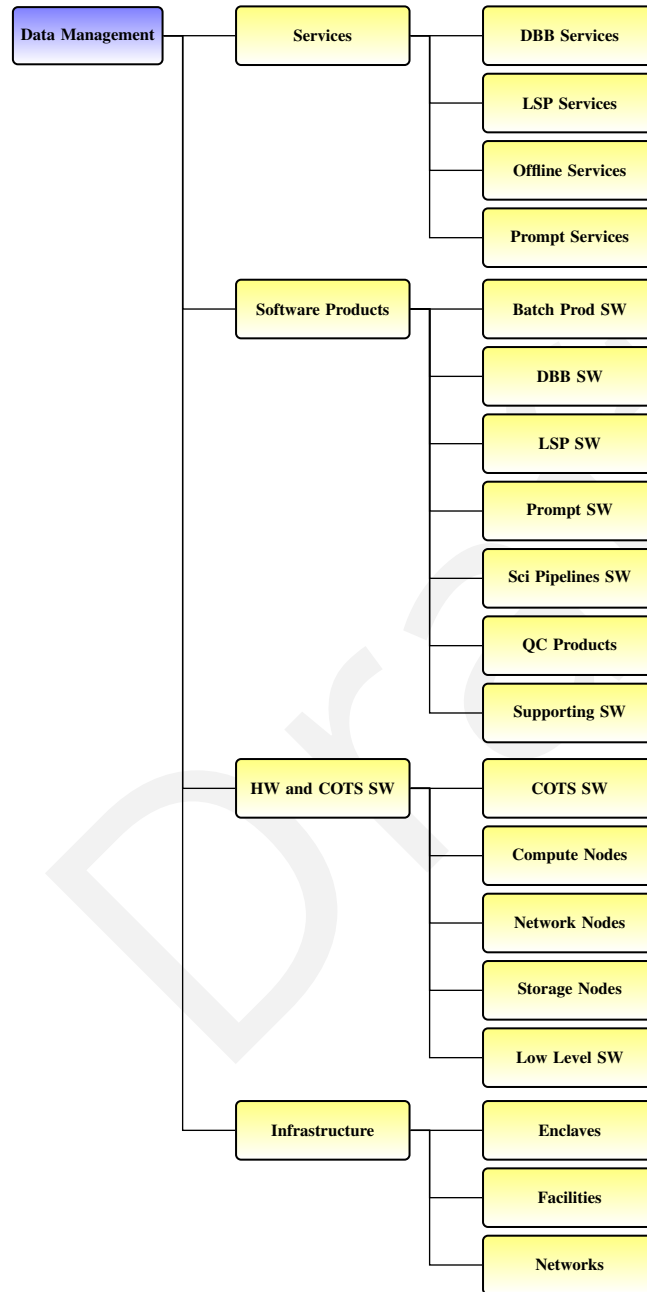 Data Management
Services
DBB Services
LSP Services
Offline Services
Prompt Services
Software Products
Batch Prod SW
DBB SW
LSP SW
Prompt SW
Sci Pipelines SW
QC Products
Supporting SW
HW and COTS SW
COTS SW
Compute Nodes
Network Nodes
Storage Nodes
Low Level SW
Infrastructure
Enclaves
Facilities
Networks